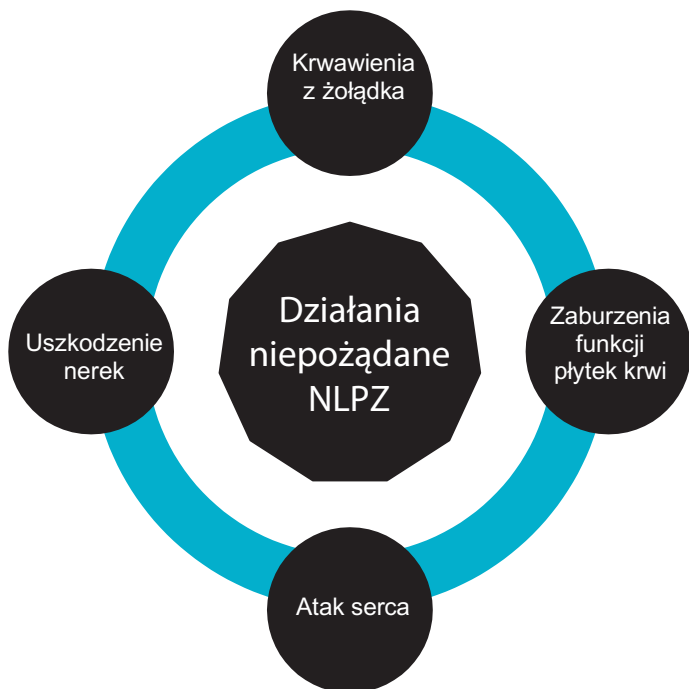 Krwawienia
z żołądka
Uszkodzenie
nerek
Działania
niepożądane
NLPZ
Zaburzenia
funkcji
płytek krwi
Atak serca